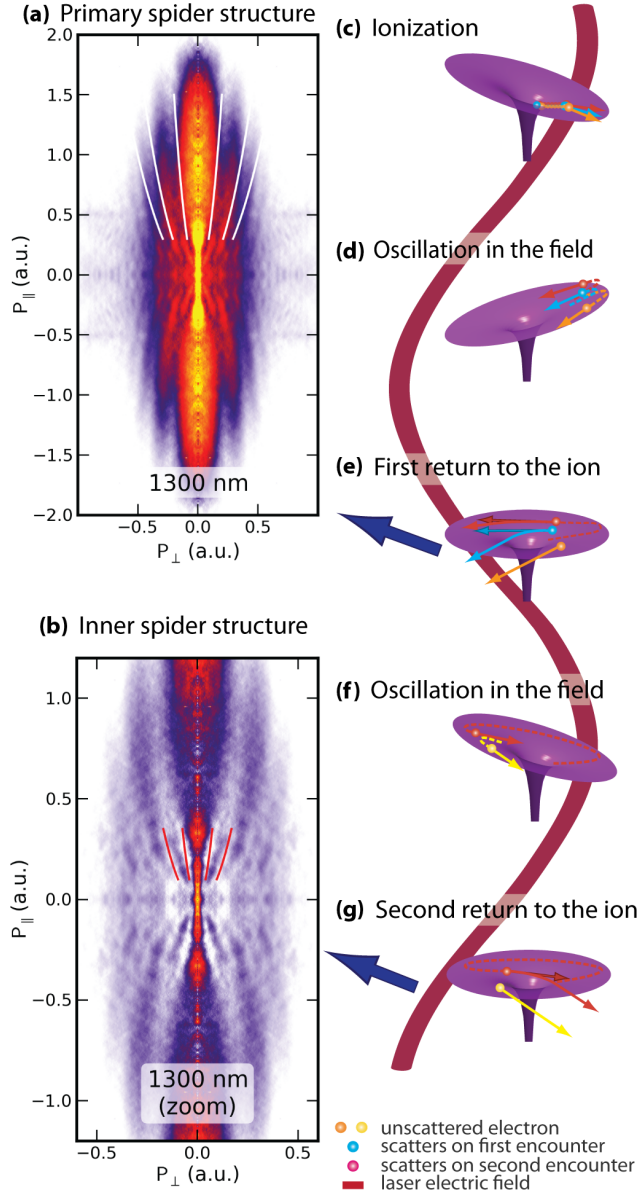 (a) Primary spider structure
2.0
1.5
1.0
0.5
0.0
−0.5
−1.0
−1.5
−2.0
P∥ (a.u.)
1300 nm
−0.5 0.0 0.5
P⊥ (a.u.)
(b) Inner spider structure
1.0
0.5
0.0
−0.5
−1.0
P∥ (a.u.)
1300 nm
(zoom)
−0.5 0.0 0.5
P⊥ (a.u.)
(c) Ionization
(d) Oscillation in the field
(e) First return to the ion
(f) Oscillation in the field
(g) Second return to the ion
unscattered electron
scatters on first encounter
scatters on second encounter
laser electric field